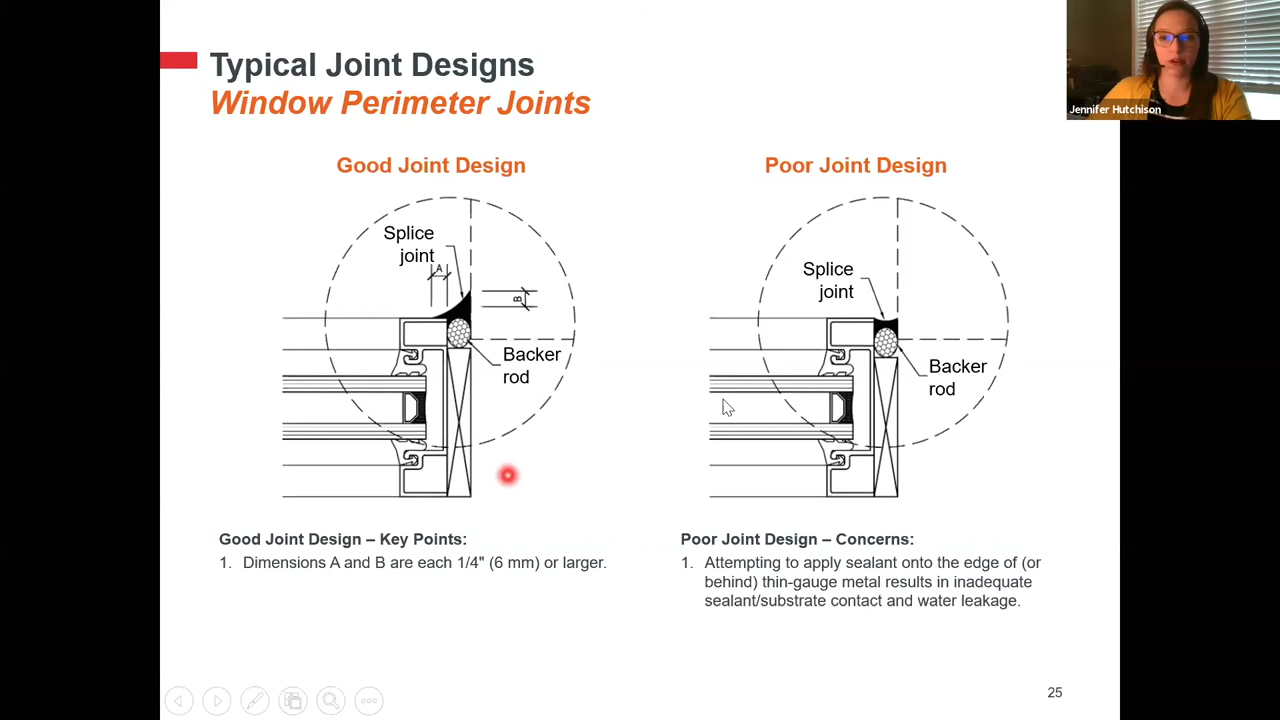 Typical Joint Designs
Window Perimeter Joints
Jennifer Hutchison
Good Joint Design
Splice
joint
A
B
Backer
rod
Poor Joint Design
Splice
joint
Backer
rod
Good Joint Design – Key Points:
1. Dimensions A and B are each 1/4" (6 mm) or larger.
Poor Joint Design – Concerns:
1. Attempting to apply sealant onto the edge of (or
behind) thin-gauge metal results in inadequate
sealant/substrate contact and water leakage.
25